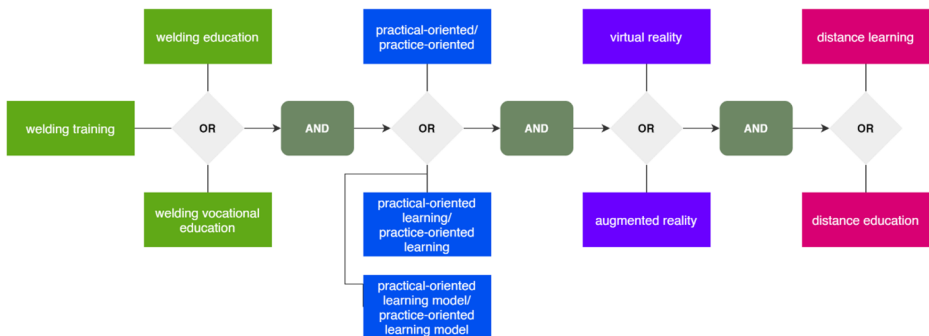 welding education
practical-oriented/
practice-oriented
virtual reality
distance learning
welding training
OR
AND
OR
AND
OR
AND
OR
welding vocational
education
practical-oriented
learning/
practice-oriented
learning
augmented reality
distance education
practical-oriented
learning model/
practice-oriented
learning model